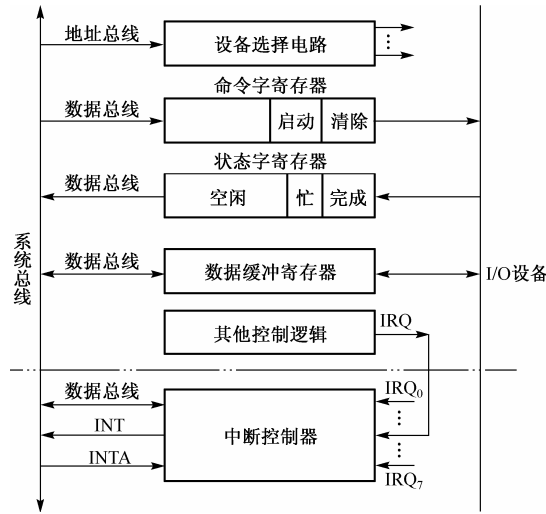 地址总线
设备选择电路
命令字寄存器
数据总线
启动
清除
状态字寄存器
数据总线
空闲
忙
完成
系统总线
数据总线
数据缓冲寄存器
I/O设备
其他控制逻辑
IRQ
数据总线
IRQ0
INT
中断控制器
INTA
IRQ7